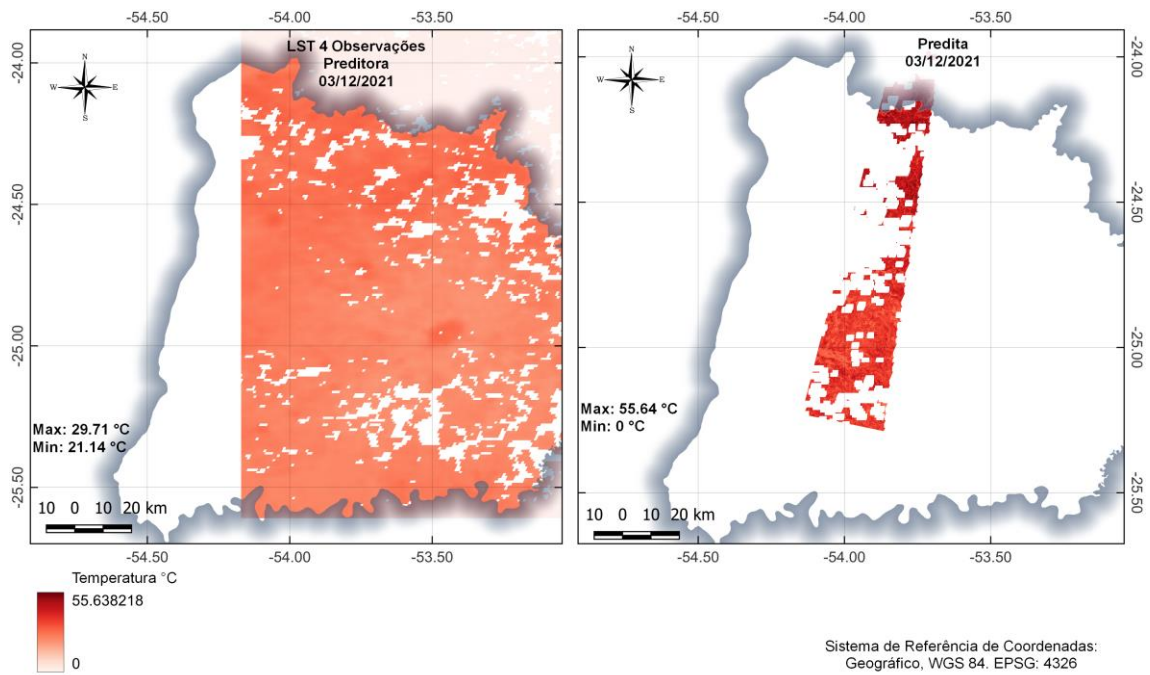 -54.50 -54.00 -53.50
-54.50 -54.00 -53.50
-24.00
-24.50
-25.00
-25.50
N
W E
S
LST 4 Observações
Preditora
03/12/2021
Max: 29.71 °C
Min: 21.14 °C
10 0 10 20 km
N
W E
S
Predita
03/12/2021
Max: 55.64 °C
Min: 0 °C
10 0 10 20 km
-24.00
-24.50
-25.00
-25.50
-54.50 -54.00 -53.50
-54.50 -54.00 -53.50
Temperatura °C
55.638218
0
Sistema de Referência de Coordenadas:
Geográfico, WGS 84. EPSG: 4326